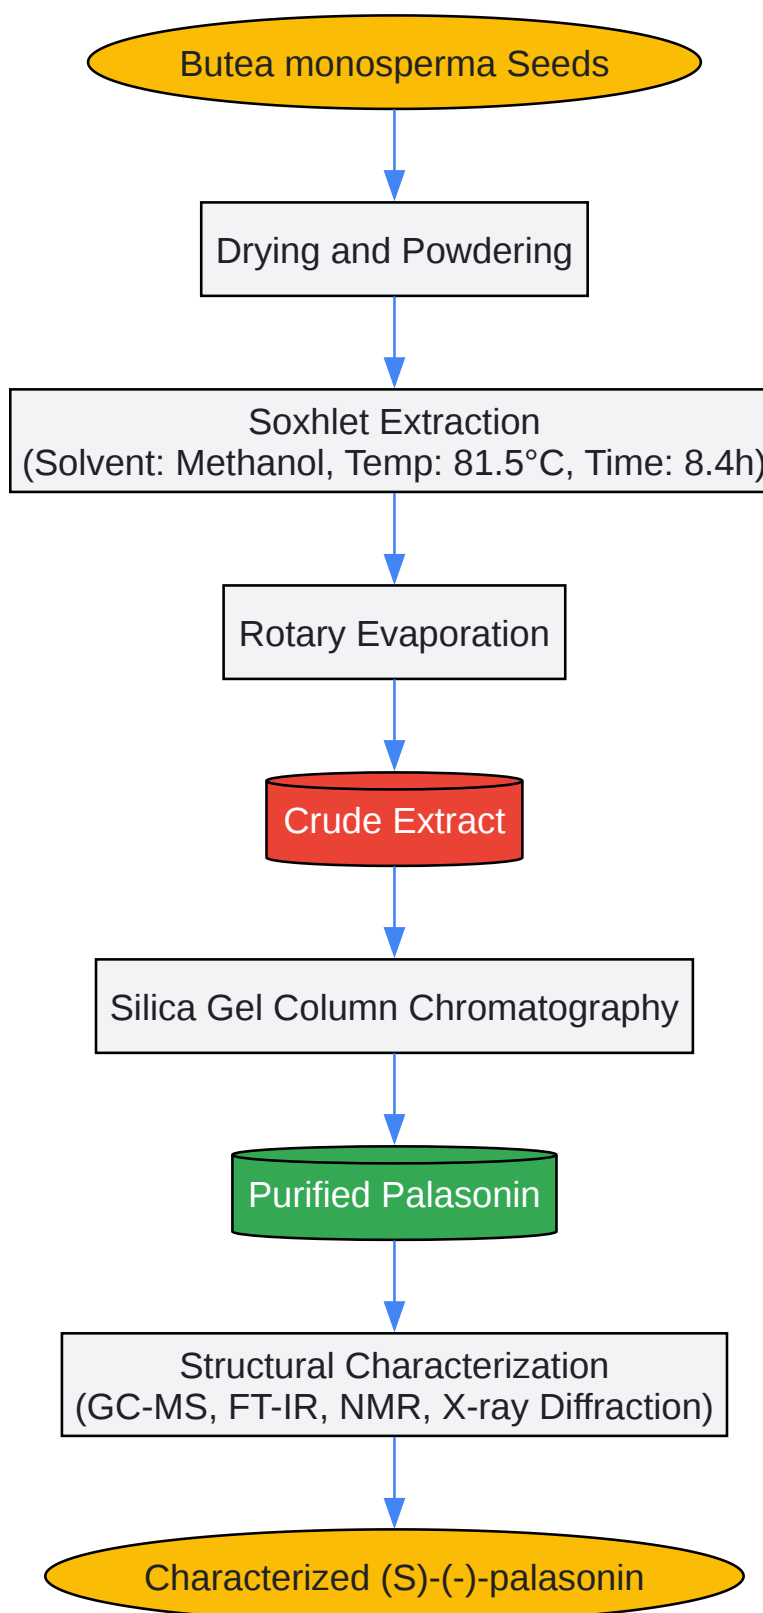 Butea monosperma Seeds
Drying and Powdering
Soxhlet Extraction
(Solvent: Methanol, Temp: 81.5°C, Time: 8.4h)
Rotary Evaporation
Crude Extract
Silica Gel Column Chromatography
Purified Palasonin
Structural Characterization
(GC-MS, FT-IR, NMR, X-ray Diffraction)
Characterized (S)-(-)-palasonin